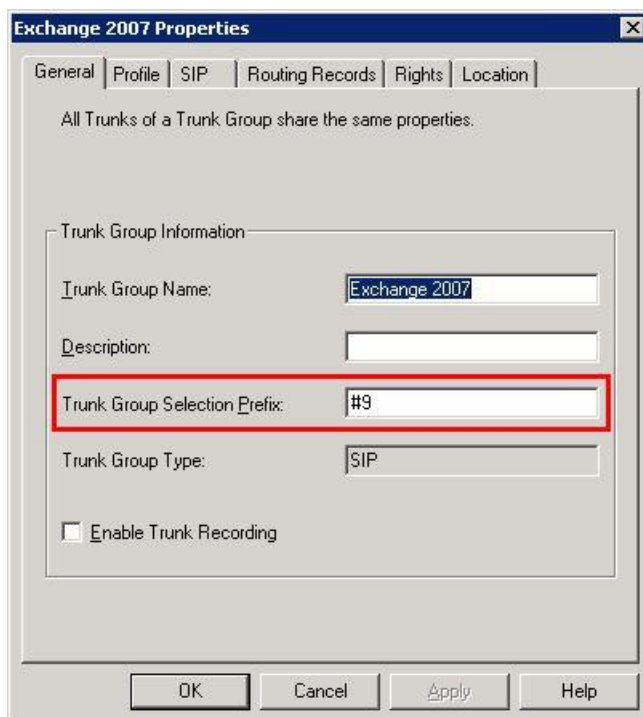 Exchange 2007 Properties
General Profile SIP Routing Records Rights Location
All Trunks of a Trunk Group share the same properties.
Trunk Group Information
Trunk Group Name: Exchange 2007
Description:
Trunk Group Selection Prefix: #9
Trunk Group Type: SIP
Enable Trunk Recording
OK Cancel Apply Help